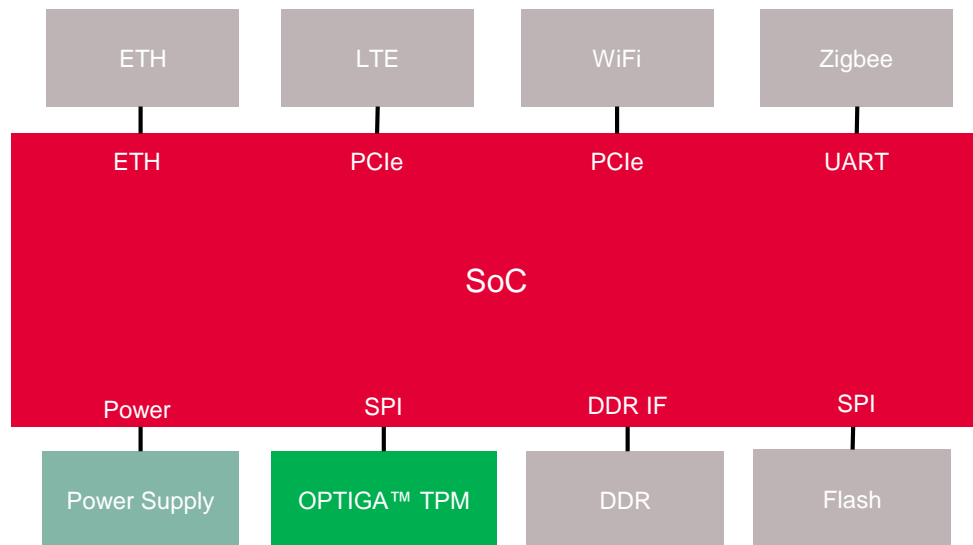 ETH
LTE
WiFi
Zigbee
ETH
PCIe
PCIe
UART
SoC
Power
SPI
DDR IF
SPI
Power Supply
OPTIGA™ TPM
DDR
Flash